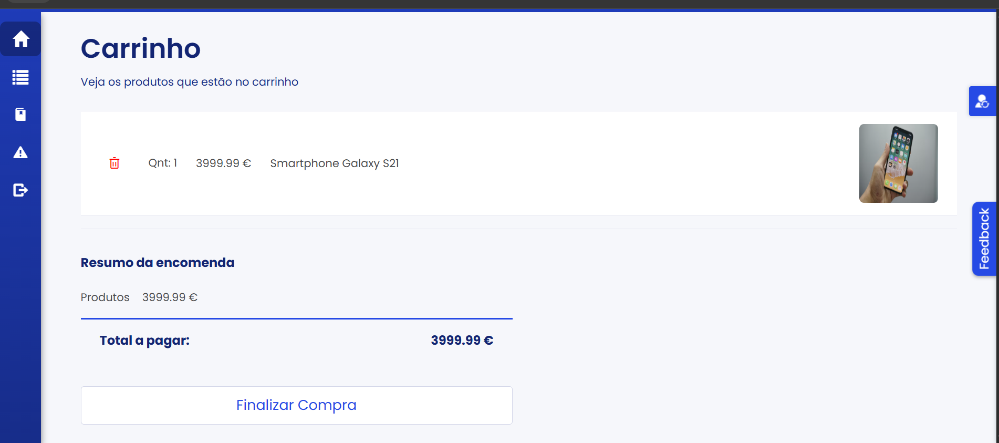 Carrinho
Veja os produtos que estão no carrinho
Qnt: 1 3999.99 € Smartphone Galaxy S21
Feedback
Resumo da encomenda
Produtos 3999.99 €
Total a pagar: 3999.99 €
Finalizar Compra